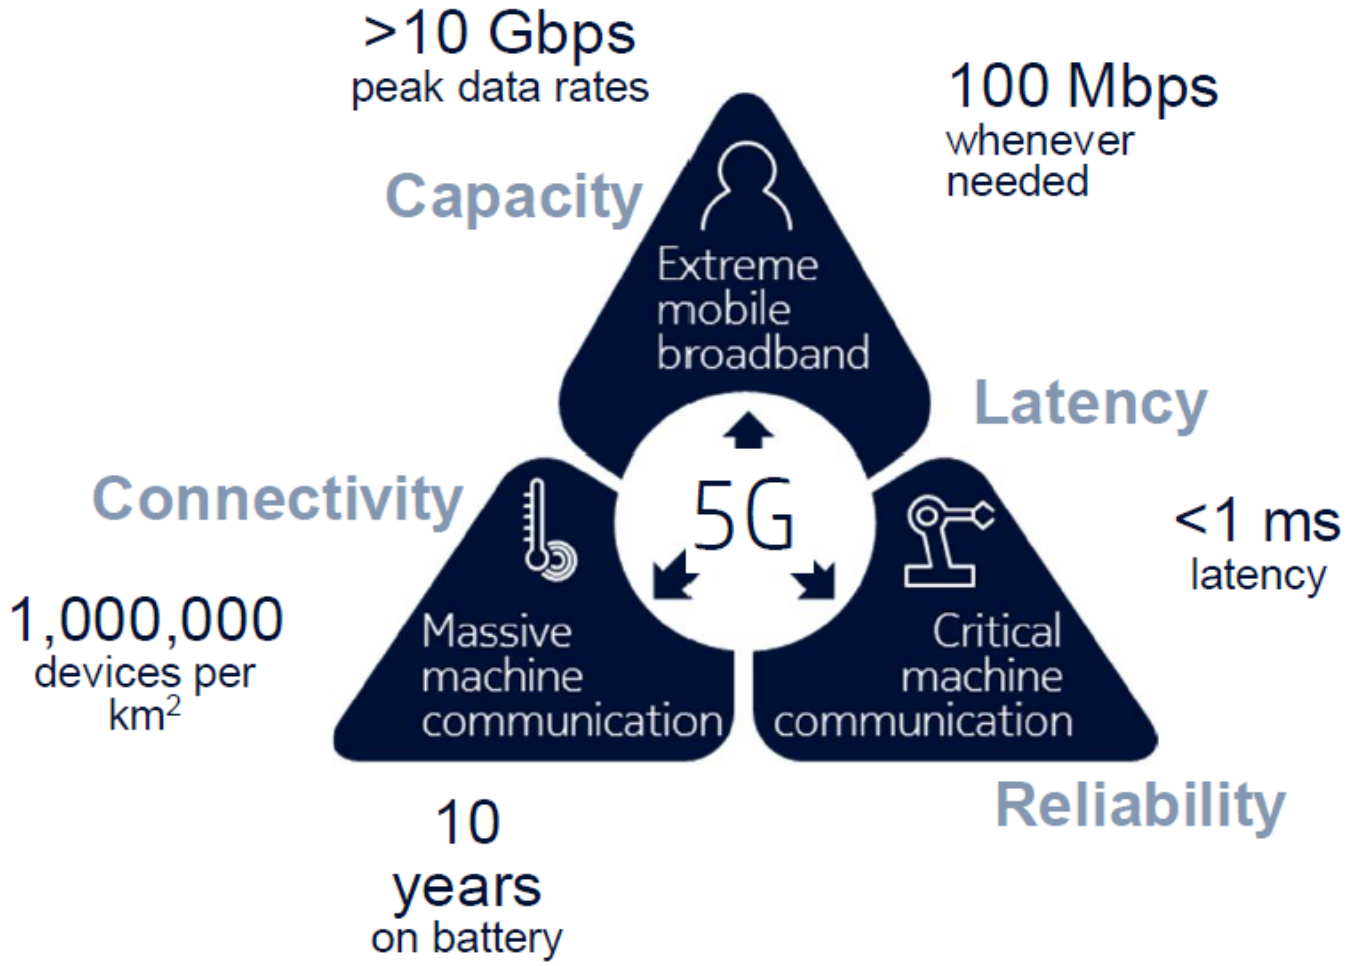 >10 Gbps
peak data rates
100 Mbps
whenever
needed
Capacity
Extreme
mobile
broadband
Latency
Connectivity
5G
<1 ms
latency
1,000,000
devices per
km²
Massive
machine
communication
Critical
machine
communication
Reliability
10
years
on battery